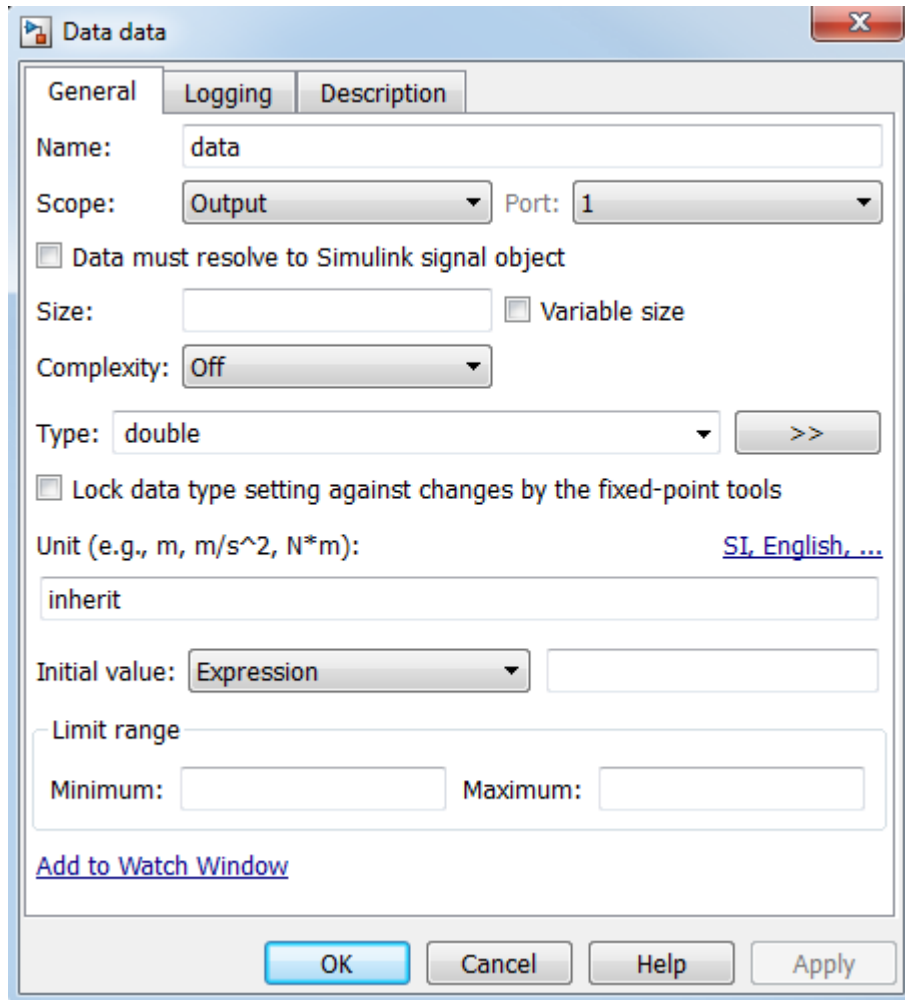 Data data
General Logging Description
Name: data
Scope: Output Port: 1
Data must resolve to Simulink signal object
Size: Variable size
Complexity: Off
Type: double >>
Lock data type setting against changes by the fixed-point tools
Unit (e.g., m, m/s^2, N*m): SI, English, ...
inherit
Initial value: Expression
Limit range
Minimum: Maximum:
Add to Watch Window
OK Cancel Help Apply